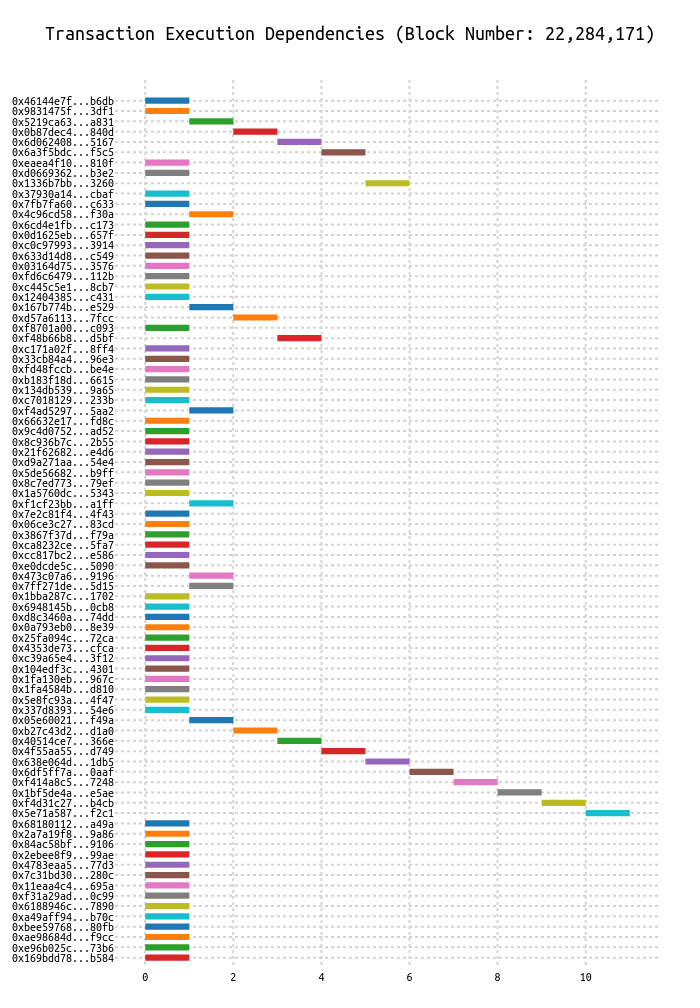 Transaction Execution Dependencies (Block Number: 22,284,171)
0x46144e7f...b6db
0x9831475f...3df1
0x5219ca63...a831
0x0b87dec4...840d
0x6d062408...5167
0x6a3f5bdc...f5c5
0xeaea4f10...810f
0xd0669362...b3e2
0x1336b7bb...3260
0x37930a14...cbaf
0x7fb7fa60...c633
0x4c96cd58...f30a
0x6cd4e1fb...c173
0x0d1625eb...657f
0xc0c97993...3914
0x633d14d8...c549
0x03164d75...3576
0xfd6c6479...112b
0xc445c5e1...8cb7
0x12404385...c431
0x167b774b...e529
0xd57a6113...7fcc
0xf8701a00...c093
0xf48b66b8...d5bf
0xc171a02f...8ff4
0x33cb84a4...96e3
0xfd48fccb...be4e
0xb183f18d...6615
0x134db539...9a65
0xc7018129...233b
0xf4ad5297...5aa2
0x66632e17...fd8c
0x9c4d0752...ad52
0x8c936b7c...2b55
0x21f62682...e4d6
0xd9a271aa...54e4
0x5de56682...b9ff
0x8c7ed773...79ef
0x1a5760dc...5343
0xf1cf23bb...a1ff
0x7e2c81f4...4f43
0x06ce3c27...83cd
0x3867f37d...f79a
0xca8232ce...5fa7
0xcc817bc2...e586
0xe0dcde5c...5090
0x473c07a6...9196
0x7ff271de...5d15
0x1bba287c...1702
0x6948145b...0cb8
0xd8c3460a...74dd
0x0a793eb0...8e39
0x25fa094c...72ca
0x4353de73...cfca
0xc39a65e4...3f12
0x104edf3c...4301
0x1fa130eb...967c
0x1fa4584b...d810
0x5e8fc93a...4f47
0x337d8393...54e6
0x05e60021...f49a
0xb27c43d2...d1a0
0x40514ce7...366e
0x4f55aa55...d749
0x638e064d...1db5
0x6df5ff7a...0aaf
0xf414a8c5...7248
0x1bf5de4a...e5ae
0xf4d31c27...b4cb
0x5e71a587...f2c1
0x68180112...a49a
0x2a7a19f8...9a86
0x84ac58bf...9106
0x2ebee8f9...99ae
0x4783eaa5...77d3
0x7c31bd30...280c
0x11eaa4c4...695a
0xf31a29ad...0c99
0x6188946c...7890
0xa49aff94...b70c
0xbee59768...80fb
0xae98684d...f9cc
0xe96b025c...73b6
0x169bdd78...b584
0 2 4 6 8 10